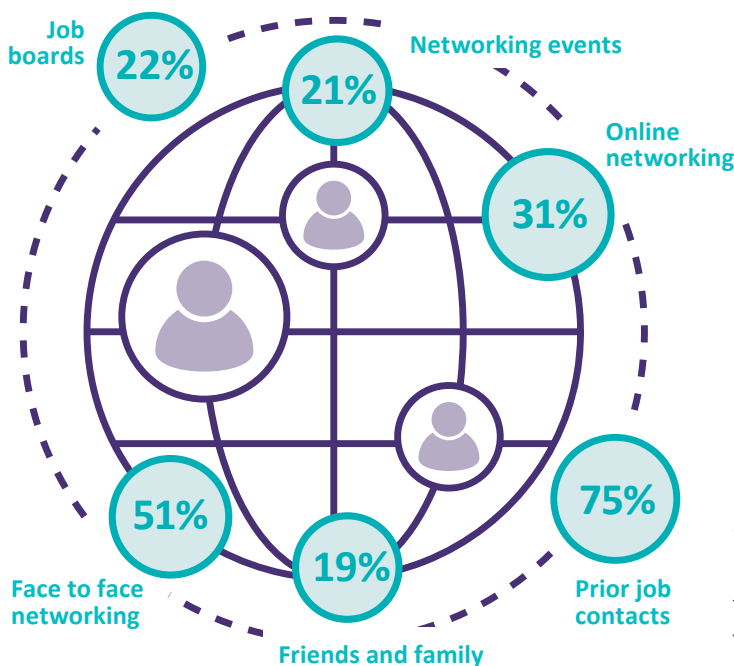 Job
boards
22%
Networking events
21%
Online
networking
31%
51%
Face to face
networking
19%
Friends and family
75%
Prior job
contacts